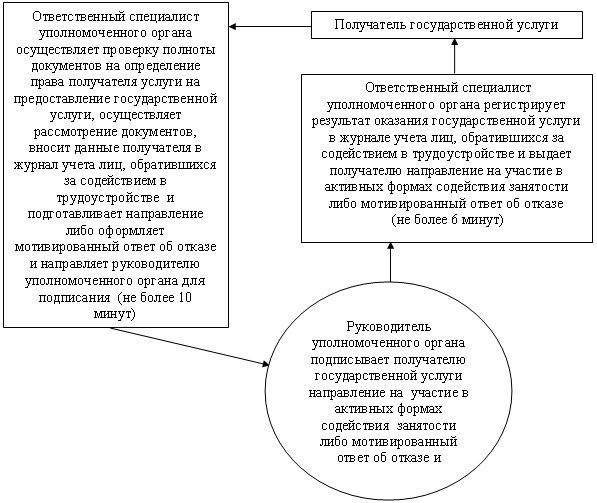 Ответственный специалист
уполномоченного органа
осуществляет проверку полноты
документов на определение
права получателя услуги на
предоставление государственной
услуги, осуществляет
рассмотрение документов,
вносит данные получателя в
журнал учета лиц, обратившихся
за содействием в
трудоустройстве и
подготавливает направление
либо оформляет
мотивированный ответ об отказе
и направляет руководителю
уполномоченного органа для
подписания (не более 10
минут)
Получатель государственной услуги
Ответственный специалист
уполномоченного органа регистрирует
результат оказания государственной услуги
в журнале учета лиц, обратившихся за
содействием в трудоустройстве и выдает
получателю направление на участие в
активных формах содействия занятости
либо мотивированный ответ об отказе
(не более 6 минут)
Руководитель
уполномоченного органа
подписывает получателю
государственной услуги
направление на участие в
активных формах
содействия занятости
либо мотивированный
ответ об отказе и